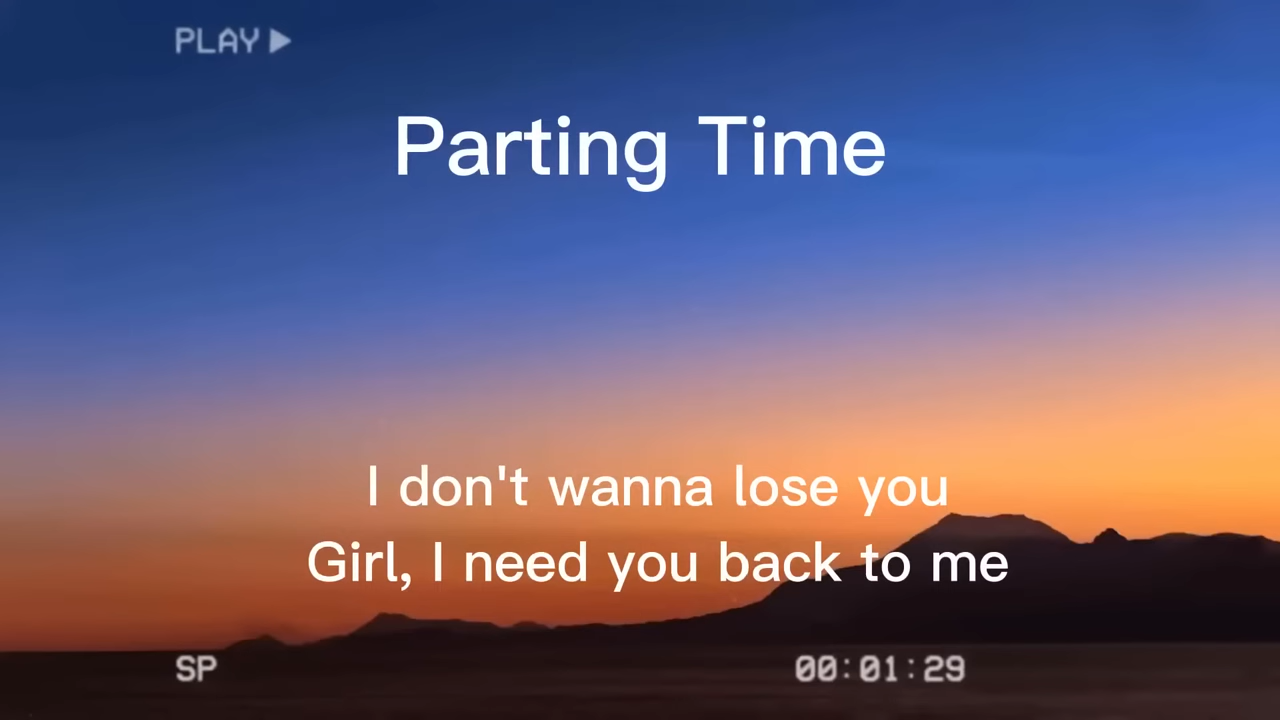 PLAY ▶
Parting Time
I don't wanna lose you
Girl, I need you back to me
SP
00:01:29